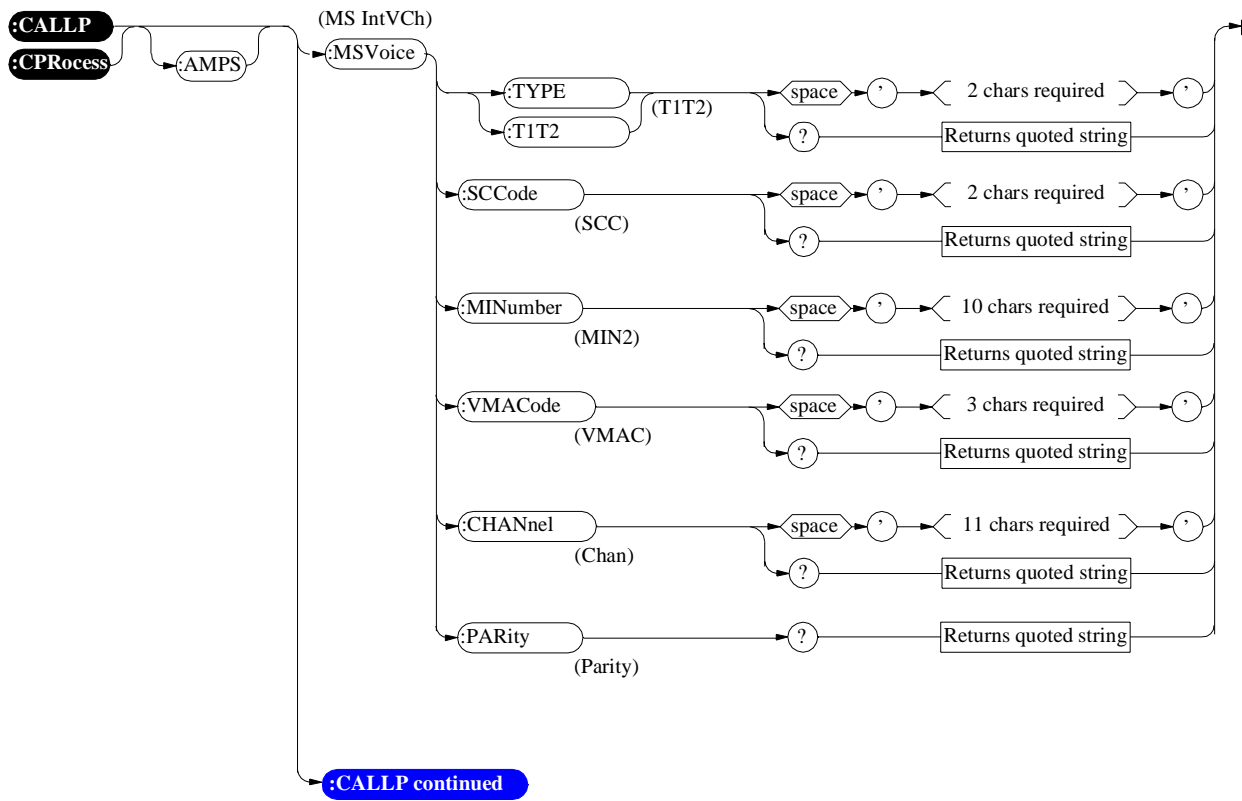 (MS IntVCh)
:CALLP
:MSVoice
:CPRocess
:AMPS
:TYPE
space
’
2 chars required
’
(T1T2)
:T1T2
?
Returns quoted string
:SCCode
space
’
2 chars required
’
(SCC)
?
Returns quoted string
:MINumber
space
’
10 chars required
’
(MIN2)
?
Returns quoted string
:VMACode
space
’
3 chars required
’
(VMAC)
?
Returns quoted string
:CHANnel
space
’
11 chars required
’
(Chan)
?
Returns quoted string
:PARity
?
Returns quoted string
(Parity)
:CALLP continued